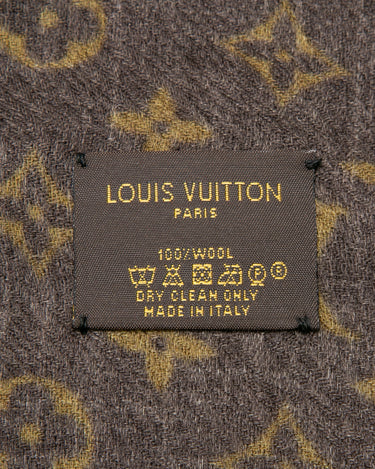 LOUIS VUITTON
PARIS
100% WOOL
P ®
DRY CLEAN ONLY
MADE IN ITALY